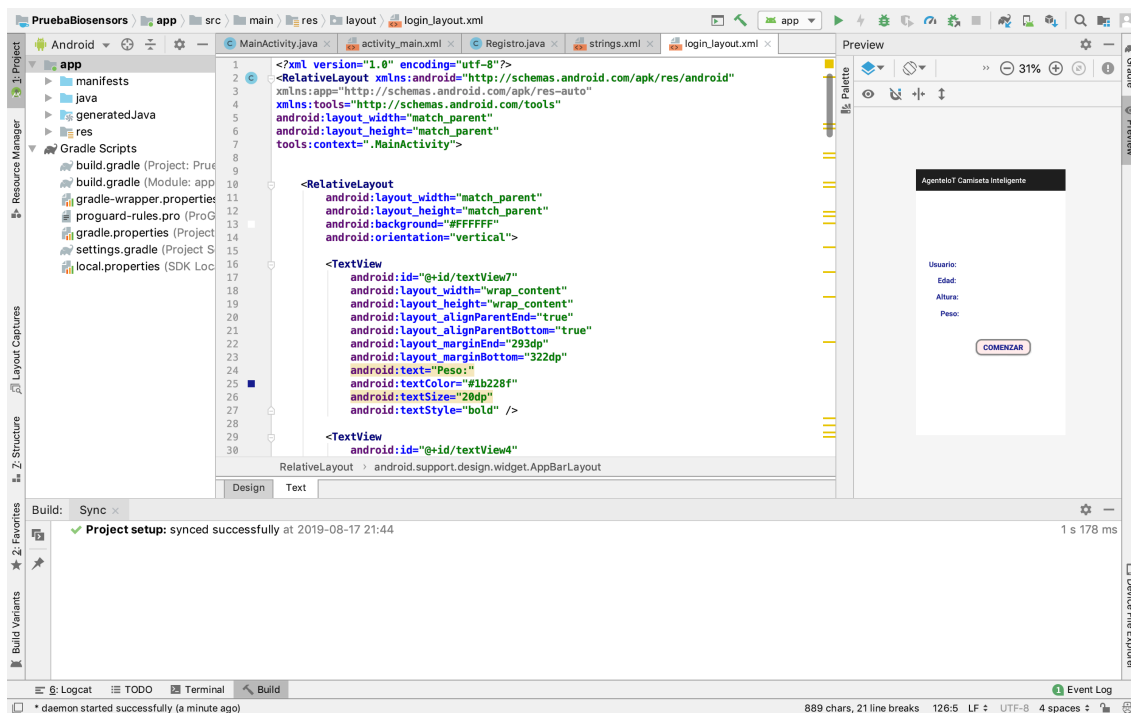 PruebaBiosensors app src main res layout login_layout.xml app
Android
MainActivity.java activity_main.xml Registro.java strings.xml login_layout.xml
Preview
1: Project
Resource Manager
Layout Captures
Z: Structure
2: Favorites
Build Variants
app
manifests
java
generatedJava
res
Gradle Scripts
build.gradle (Project: Prue
build.gradle (Module: app
gradle-wrapper.properties
proguard-rules.pro (ProG
gradle.properties (Project
settings.gradle (Project S
local.properties (SDK Loc
1 <?xml version="1.0" encoding="utf-8"?>
2 <RelativeLayout xmlns:android="http://schemas.android.com/apk/res/android"
3 xmlns:app="http://schemas.android.com/apk/res-auto"
4 xmlns:tools="http://schemas.android.com/tools"
5 android:layout_width="match_parent"
6 android:layout_height="match_parent"
7 tools:context=".MainActivity">
8
9
10 <RelativeLayout
11 android:layout_width="match_parent"
12 android:layout_height="match_parent"
13 android:background="#FFFFFF"
14 android:orientation="vertical">
15
16 <TextView
17 android:id="@+id/textView7"
18 android:layout_width="wrap_content"
19 android:layout_height="wrap_content"
20 android:layout_alignParentEnd="true"
21 android:layout_alignParentBottom="true"
22 android:layout_marginEnd="293dp"
23 android:layout_marginBottom="322dp"
24 android:text="Peso:"
25 android:textColor="#1b228f"
26 android:textSize="20dp"
27 android:textStyle="bold" />
28
29 <TextView
30 android:id="@+id/textView4"
RelativeLayout › android.support.design.widget.AppBarLayout
Design Text
Palette
» 31%
AgenteIoT Camiseta Inteligente
Usuario:
Edad:
Altura:
Peso:
COMENZAR
Gradle
Preview
Device File Explorer
Build: Sync
Project setup: synced successfully at 2019-08-17 21:44 1 s 178 ms
6: Logcat TODO Terminal Build 1 Event Log
* daemon started successfully (a minute ago) 889 chars, 21 line breaks 126:5 LF UTF-8 4 spaces